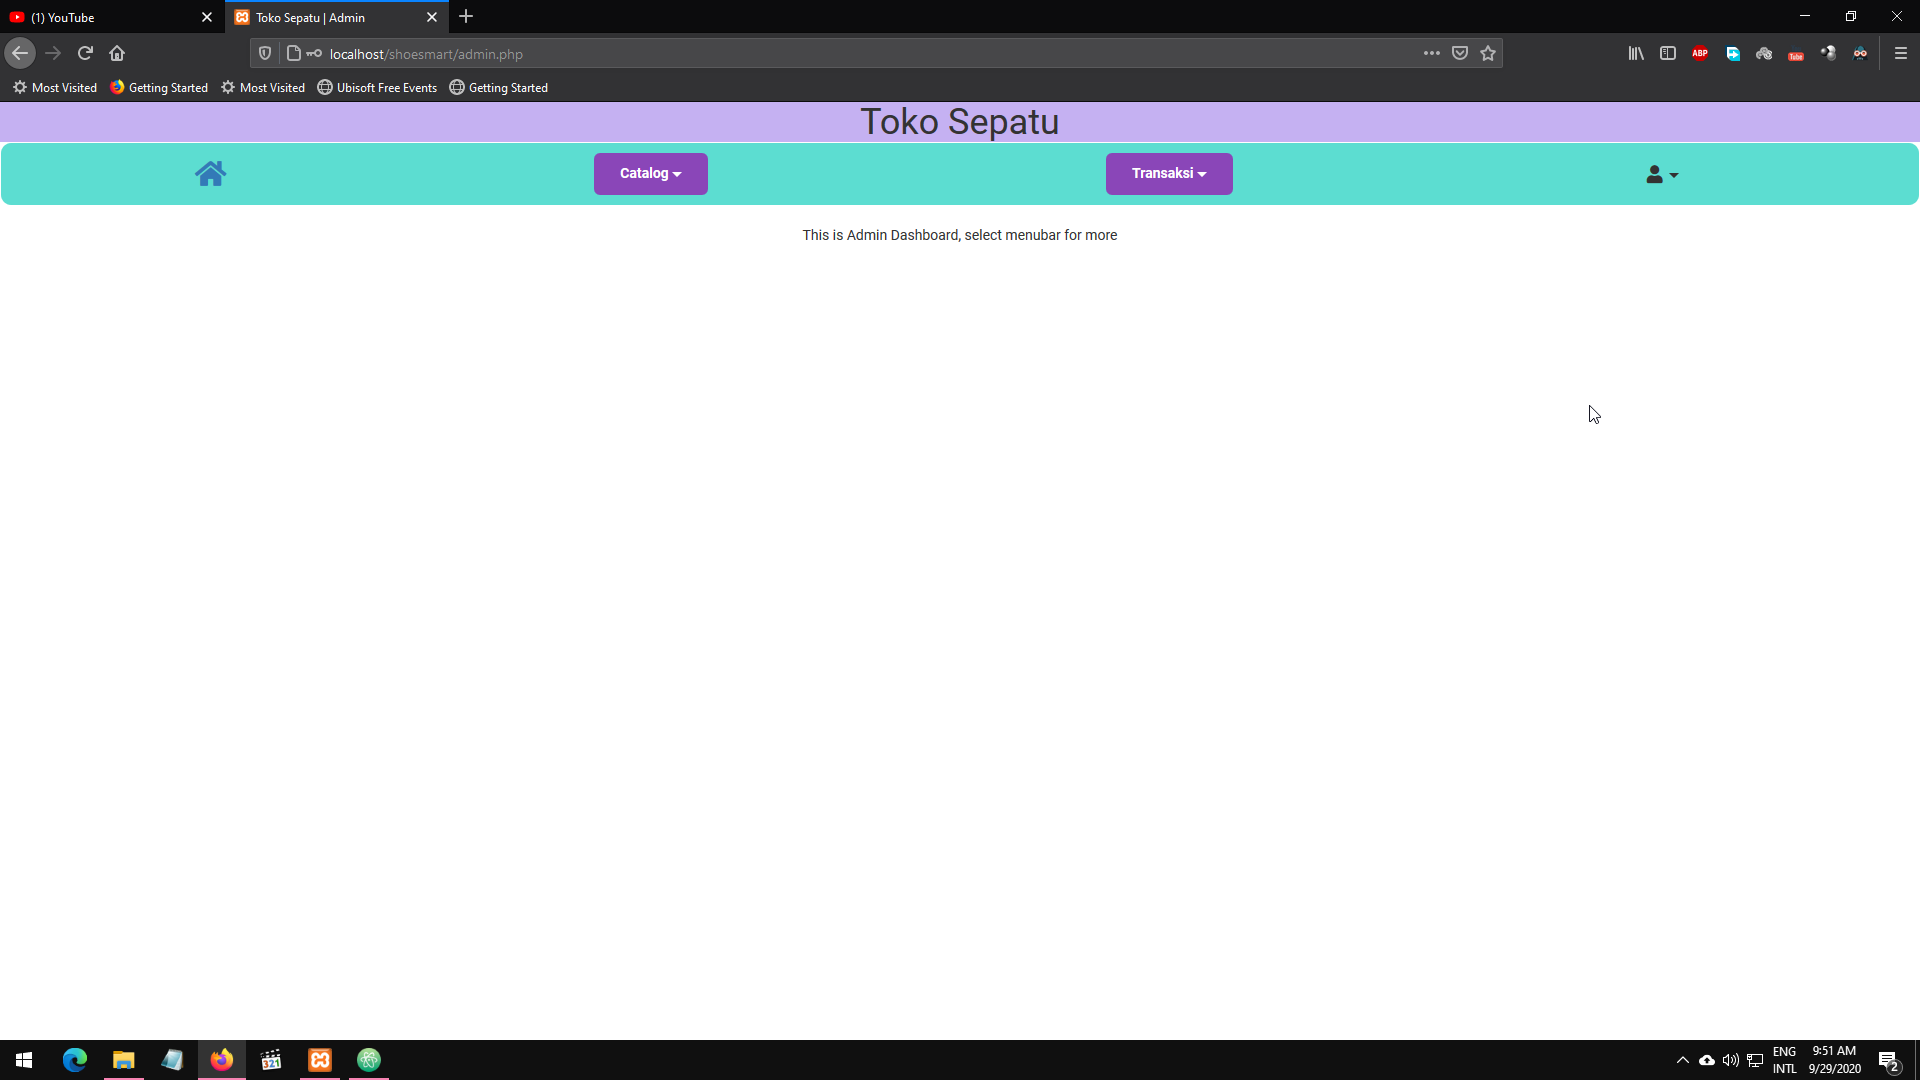 (1) YouTube
Toko Sepatu | Admin
localhost/shoesmart/admin.php
ABP
Most Visited
Getting Started
Most Visited
Ubisoft Free Events
Getting Started
Toko Sepatu
Catalog
Transaksi
This is Admin Dashboard, select menubar for more
321
ENG
INTL
9:51 AM
9/29/2020
2